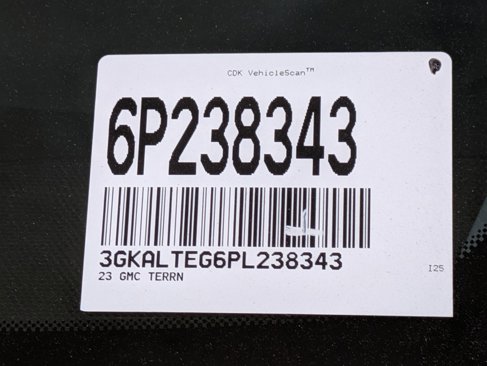 CDK VehicleScan™
6P238343
3GKALTEG6PL238343
23 GMC TERRN
I25